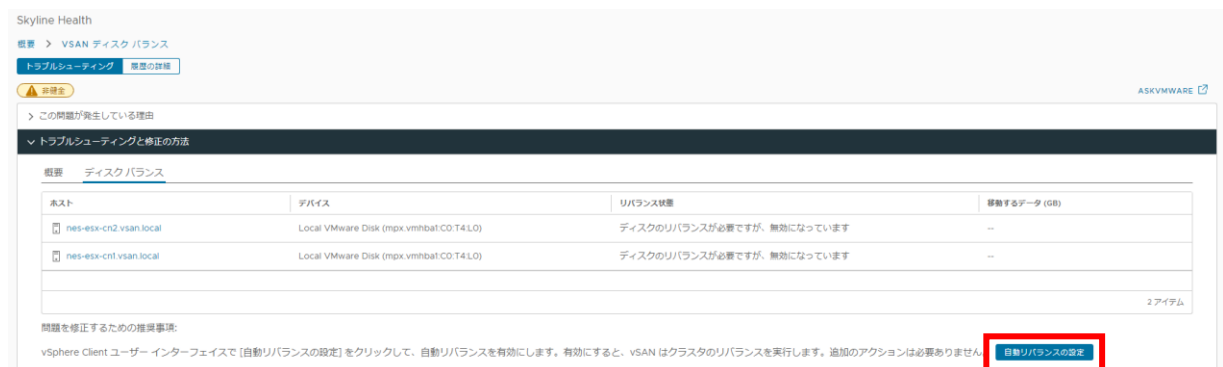 Skyline Health
概要 > VSAN ディスク バランス
トラブルシューティング 履歴の詳細
非健全 ASKVMWARE
> この問題が発生している理由
トラブルシューティングと修正の方法
概要 ディスク バランス
ホスト デバイス リバランス状態 移動するデータ (GB)
nes-esx-cn2.vsan.local Local VMware Disk (mpx.vmhba1:C0:T4:L0) ディスクのリバランスが必要ですが、無効になっています --
nes-esx-cn1.vsan.local Local VMware Disk (mpx.vmhba1:C0:T4:L0) ディスクのリバランスが必要ですが、無効になっています --
2 アイテム
問題を修正するための推奨事項:
vSphere Client ユーザー インターフェイスで [自動リバランスの設定] をクリックして、自動リバランスを有効にします。有効にすると、vSAN はクラスタのリバランスを実行します。追加のアクションは必要ありません。 自動リバランスの設定